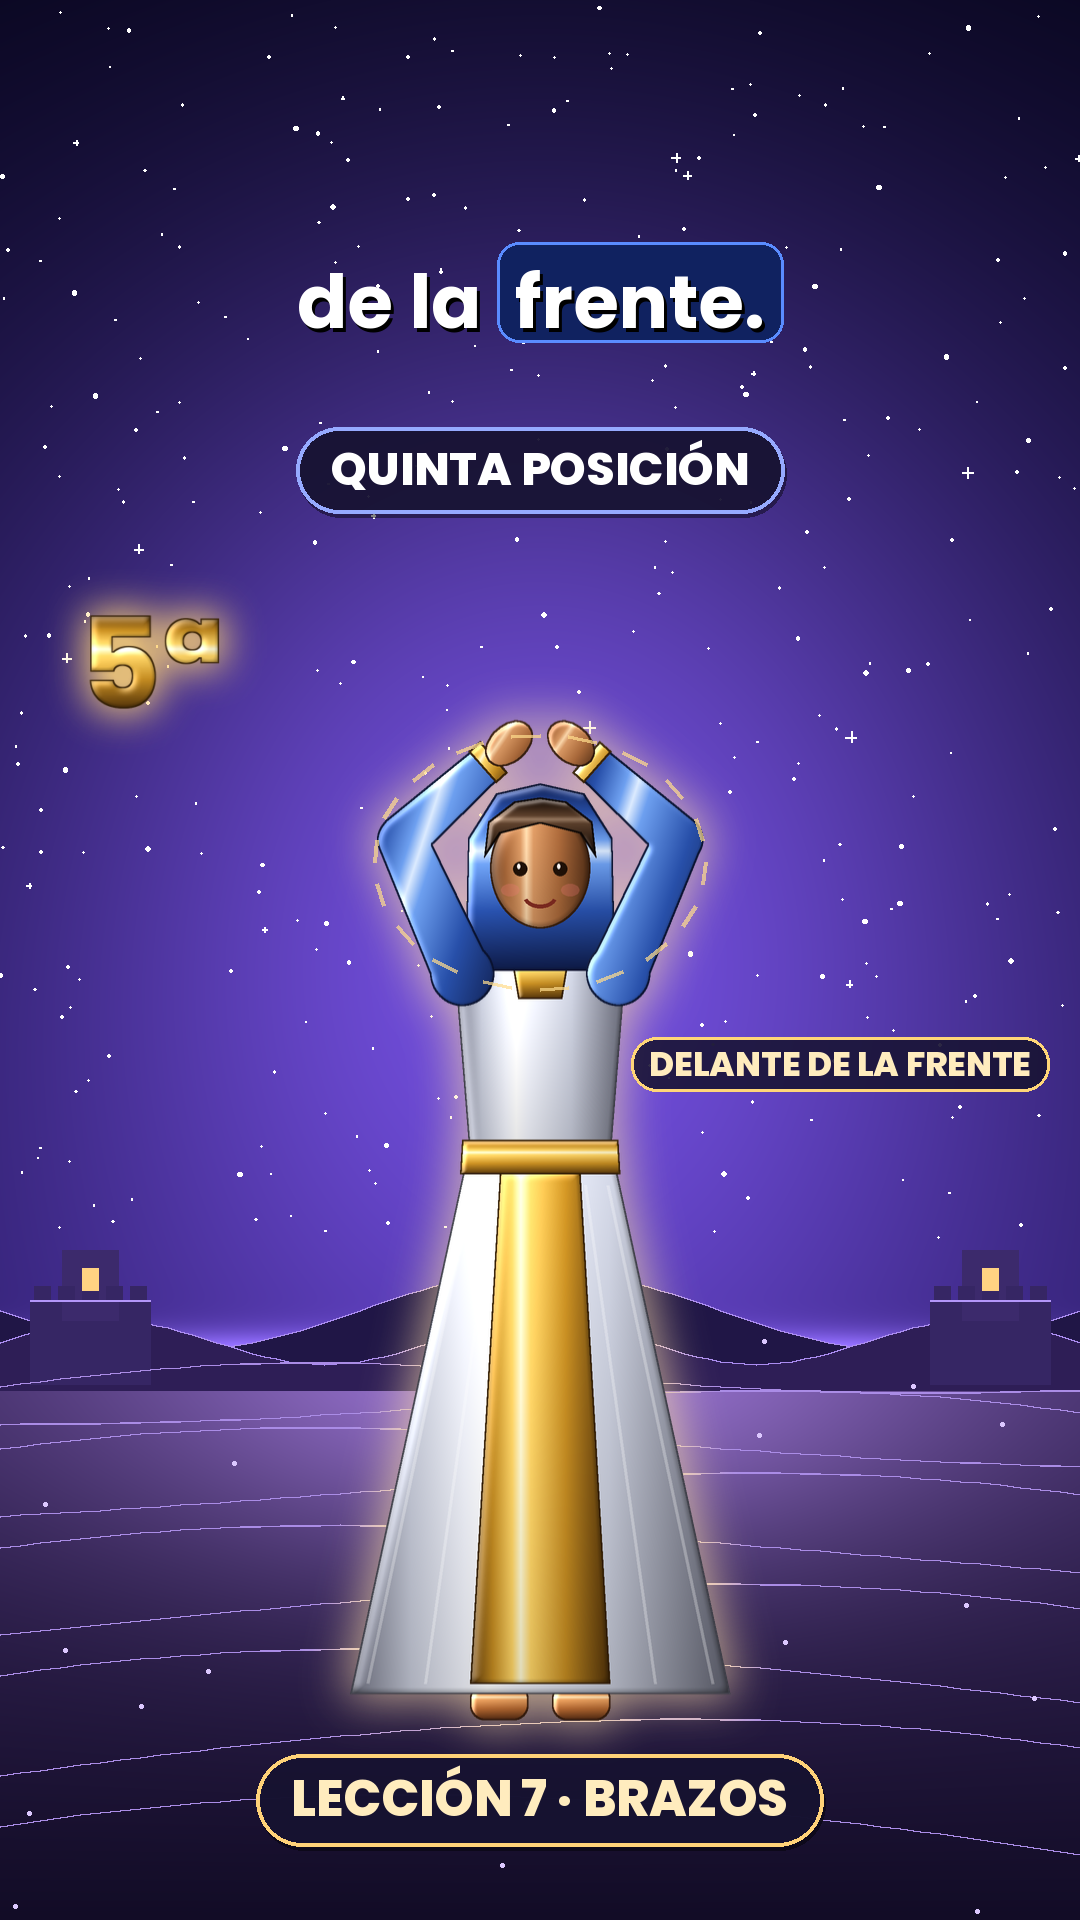 de la frente.
QUINTA POSICIÓN
5ª
DELANTE DE LA FRENTE
LECCIÓN 7 · BRAZOS